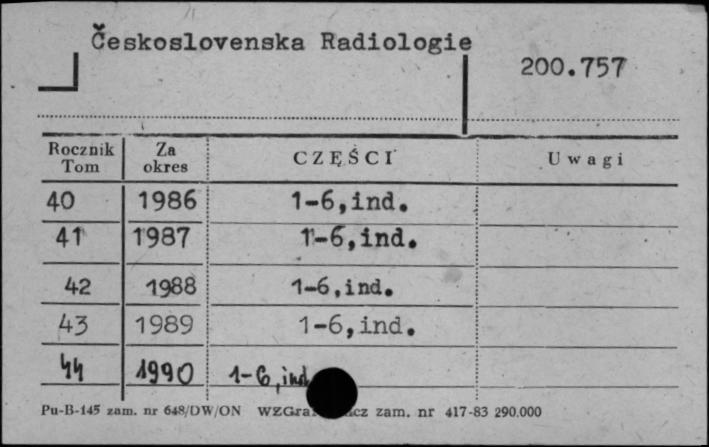 Československa Radiologie
200.757
Rocznik Tom Za okres CZĘŚCI Uwagi
40 1986 1-6,ind.
41 1987 1-6,ind.
42 1988 1-6,ind.
43 1989 1-6,ind.
44 1990 1-6,ind
Pu-B-145 zam. nr 648/DW/ON zam. nr 417-83 290.000